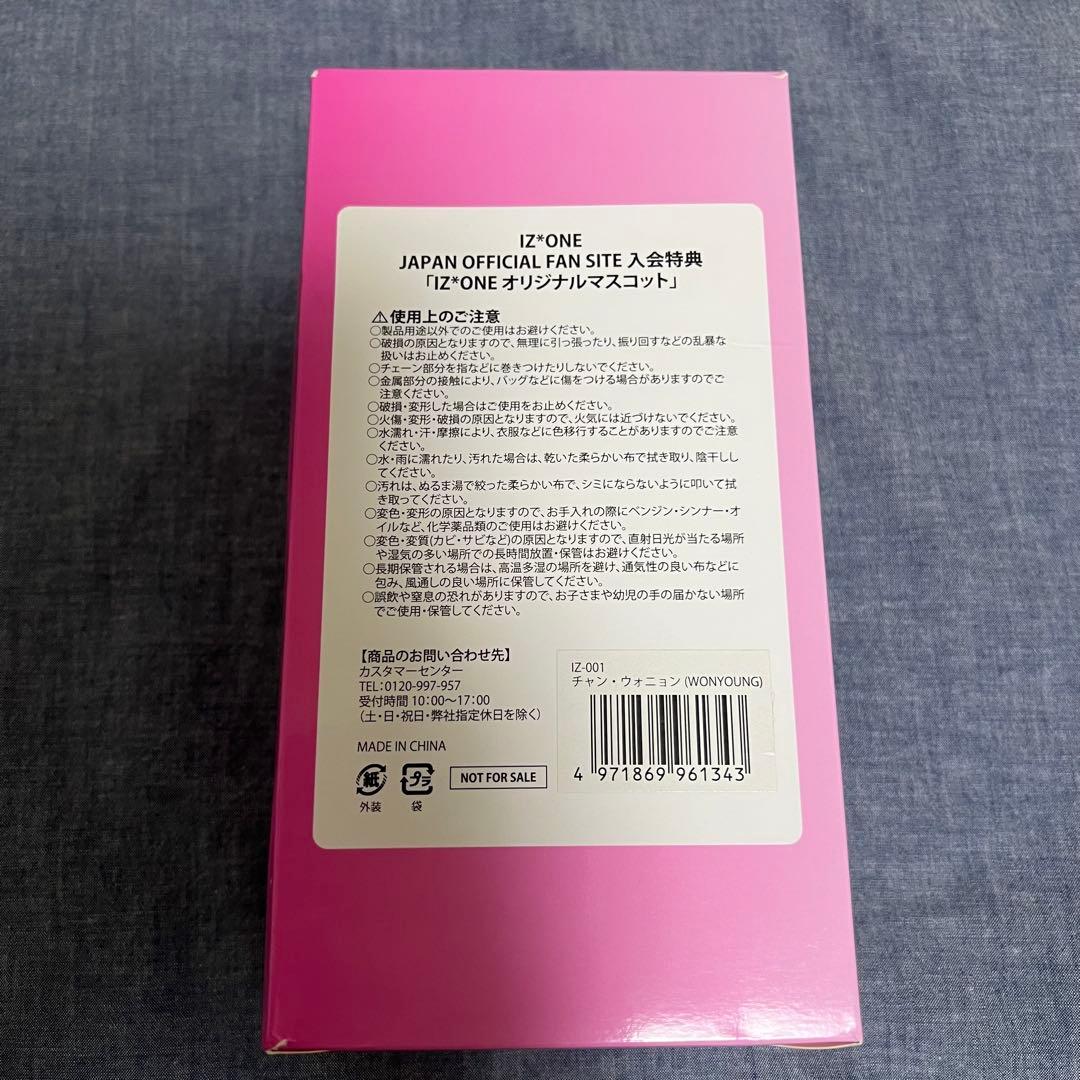 IZ*ONE
JAPAN OFFICIAL FAN SITE 入会特典
「IZ*ONE オリジナルマスコット」
⚠使用上のご注意
○製品用途以外でのご使用はお避けください。
○破損の原因となりますので、無理に引っ張ったり、振り回すなどの乱暴な
扱いはお止めください。
○チェーン部分を指などに巻きつけたりしないでください。
○金属部分の接触により、バッグなどに傷をつける場合がありますのでご
注意ください。
○破損・変形した場合はご使用をお止めください。
○火傷・変形・破損の原因となりますので、火気には近づけないでください。
○水濡れ・汗・摩擦により、衣服などに色移行することがありますのでご注意
ください。
○水・雨に濡れたり、汚れた場合は、乾いた柔らかい布で拭き取り、陰干し
してください。
○汚れは、ぬるま湯で絞った柔らかい布で、シミにならないように叩いて拭
き取ってください。
○変色・変形の原因となりますので、お手入れの際にベンジン・シンナー・オ
イルなど、化学薬品類のご使用はお避けください。
○変色・変質(カビ・サビなど)の原因となりますので、直射日光が当たる場所
や湿気の多い場所での長時間放置・保管はお避けください。
○長期保管される場合は、高温多湿の場所を避け、通気性の良い布などに
包み、風通しの良い場所に保管してください。
○誤飲や窒息の恐れがありますので、お子さまや幼児の手の届かない場所
でご使用・保管してください。
【商品のお問い合わせ先】
カスタマーセンター
TEL:0120-997-957
受付時間 10:00〜17:00
（土・日・祝日・弊社指定休日を除く）
MADE IN CHINA
紙
外装
プラ
袋
NOT FOR SALE
IZ-001
チャン・ウォニョン (WONYOUNG)
4 971869 961343